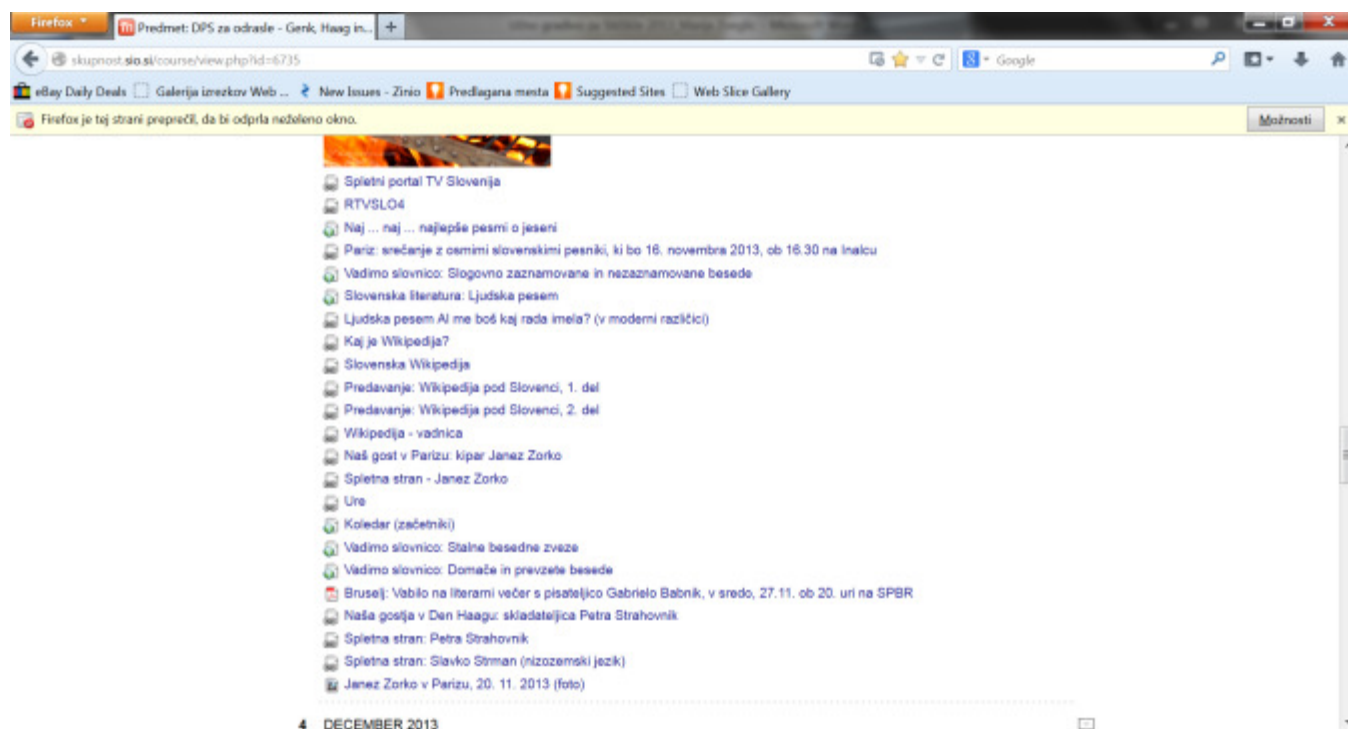 Firefox
Predmet: DPS za odrasle - Genk, Haag in...
skupnost.sio.si/course/view.php?id=6735
Google
eBay Daily Deals Galerija izrezkov Web ... New Issues - Zinio Predlagana mesta Suggested Sites Web Slice Gallery
Firefox je tej strani preprečil, da bi odprla neželeno okno. Možnosti
Spletni portal TV Slovenija
RTVSLO4
Naj ... naj ... najlepše pesmi o jeseni
Pariz: srečanje z osmimi slovenskimi pesniki, ki bo 16. novembra 2013, ob 16.30 na Inalcu
Vadimo slovnico: Slogovno zaznamovane in nezaznamovane besede
Slovenska literatura: Ljudska pesem
Ljudska pesem Al me boš kaj rada imela? (v moderni različici)
Kaj je Wikipedija?
Slovenska Wikipedija
Predavanje: Wikipedija pod Slovenci, 1. del
Predavanje: Wikipedija pod Slovenci, 2. del
Wikipedija - vadnica
Naš gost v Parizu: kipar Janez Zorko
Spletna stran - Janez Zorko
Ure
Koledar (začetniki)
Vadimo slovnico: Stalne besedne zveze
Vadimo slovnico: Domače in prevzete besede
Bruselj: Vabilo na literarni večer s pisateljico Gabrielo Babnik, v sredo, 27.11. ob 20. uri na SPBR
Naša gostja v Den Haagu: skladateljica Petra Strahovnik
Spletna stran: Petra Strahovnik
Spletna stran: Slavko Strman (nizozemski jezik)
Janez Zorko v Parizu, 20. 11. 2013 (foto)
4 DECEMBER 2013